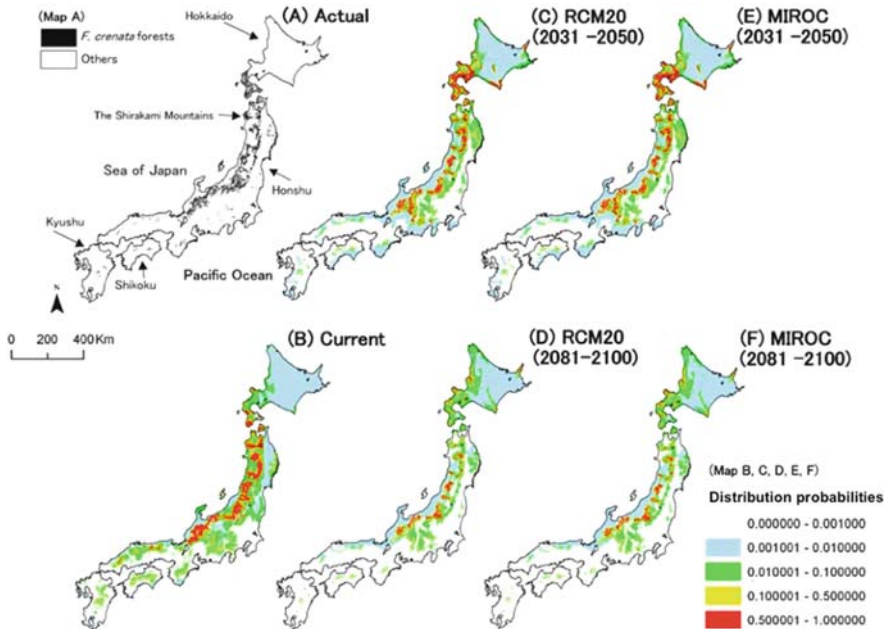 (Map A)
F. crenata forests
Others
Hokkaido
The Shirakami Mountains
Sea of Japan
Honshu
Kyushu
Shikoku
Pacific Ocean
N
0 200 400Km
(A) Actual
(C) RCM20
(2031 -2050)
(E) MIROC
(2031 -2050)
(B) Current
(D) RCM20
(2081-2100)
(F) MIROC
(2081 -2100)
(Map B, C, D, E, F)
Distribution probabilities
0.000000 - 0.001000
0.001001 - 0.010000
0.010001 - 0.100000
0.100001 - 0.500000
0.500001 - 1.000000